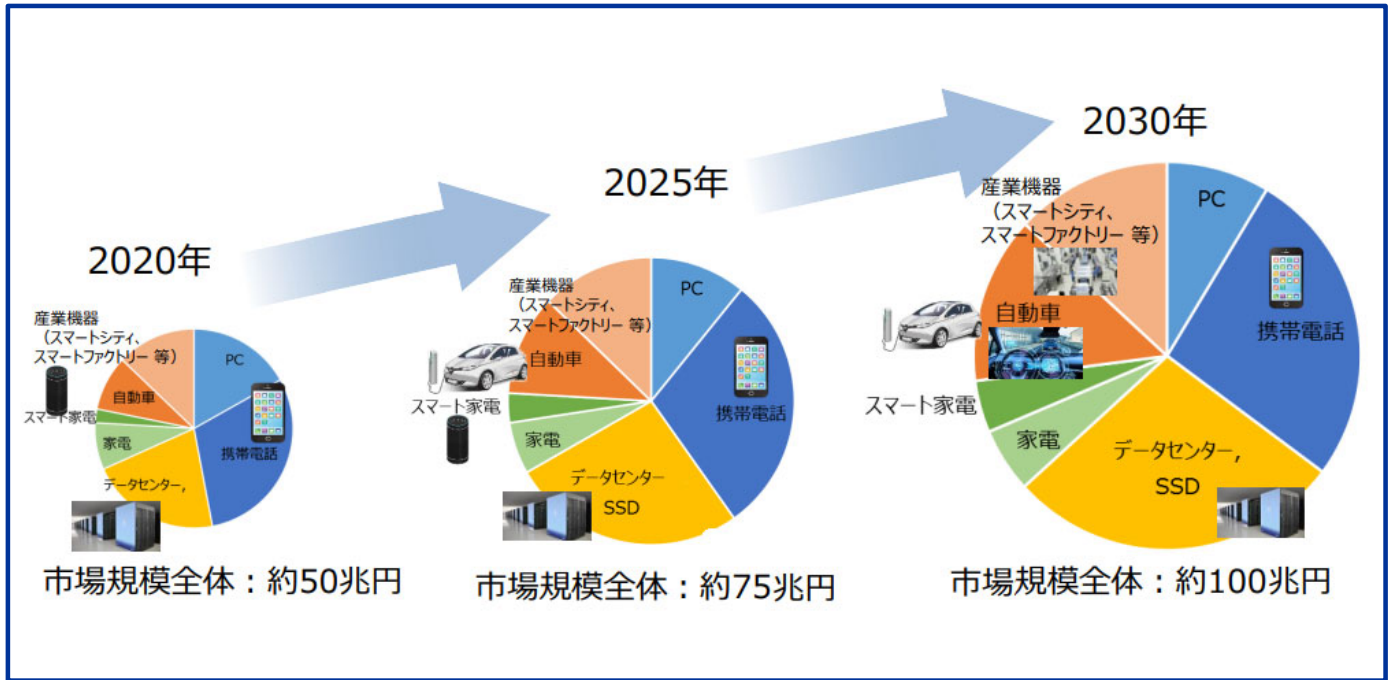 2020年
産業機器
（スマートシティ、
スマートファクトリー 等）
PC
自動車
スマート家電
家電
携帯電話
データセンター,
市場規模全体：約50兆円
2025年
産業機器
（スマートシティ、
スマートファクトリー 等）
PC
自動車
スマート家電
携帯電話
家電
データセンター
SSD
市場規模全体：約75兆円
2030年
産業機器
（スマートシティ、
スマートファクトリー 等）
PC
自動車
携帯電話
スマート家電
家電
データセンター,
SSD
市場規模全体：約100兆円